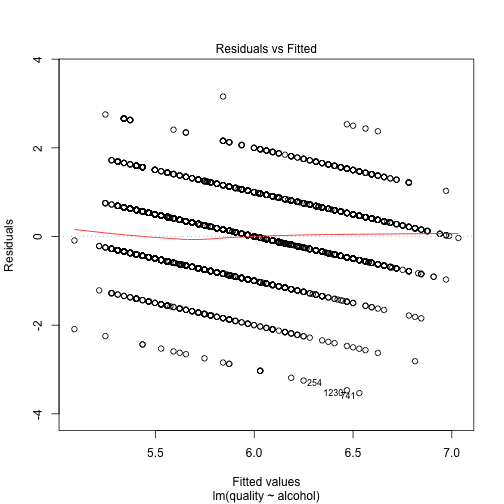 Residuals vs Fitted
4
2
0
-2
-4
Residuals
254
1230
741
5.5 6.0 6.5 7.0
Fitted values
lm(quality ~ alcohol)